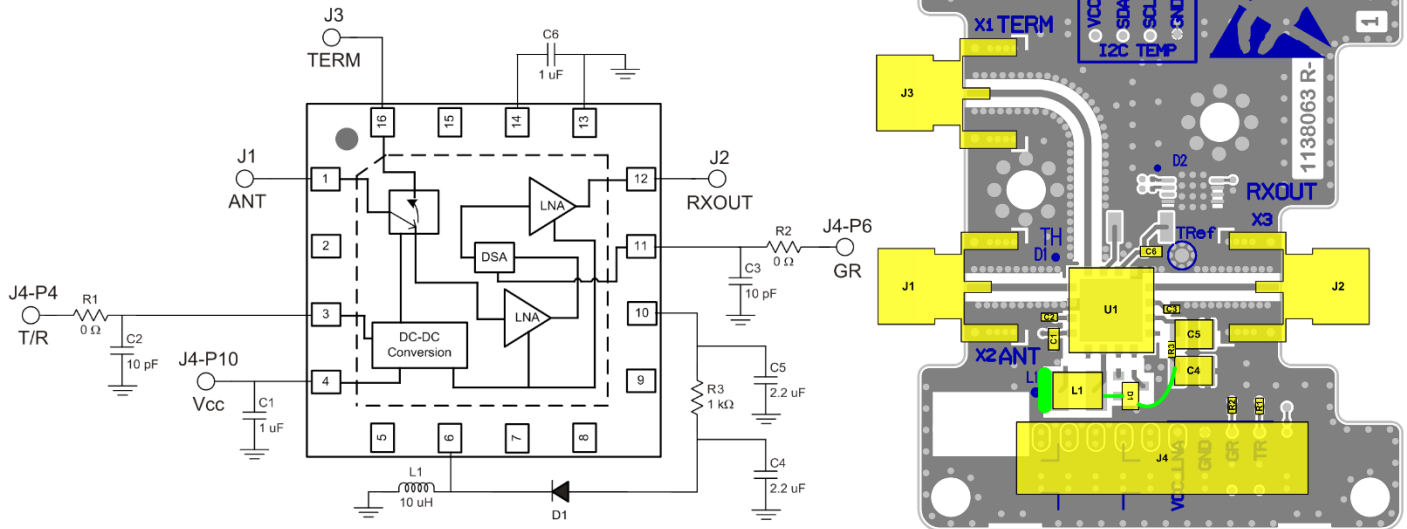 J3
TERM
C6
1 uF
16
15
14
13
J1
ANT
1
12
J2
RXOUT
LNA
2
11
R2
0 Ω
J4-P6
GR
DSA
C3
10 pF
J4-P4
T/R
R1
0 Ω
3
LNA
10
C2
10 pF
DC-DC
Conversion
J4-P10
Vcc
4
9
C5
2.2 uF
R3
1 kΩ
C1
1 uF
5
6
7
8
C4
2.2 uF
L1
10 uH
D1
VCC
SDA
SCL
GND
I2C TEMP
1
X1 TERM
J3
1138063 R-
D2
RXOUT
X3
TH
D1
TRef
C6
J1
U1
J2
C2
C3
C1
C5
R3
X2 ANT
C4
L1
L1
D1
R2
R1
J4
VCC_LNA
GND
GR
TR